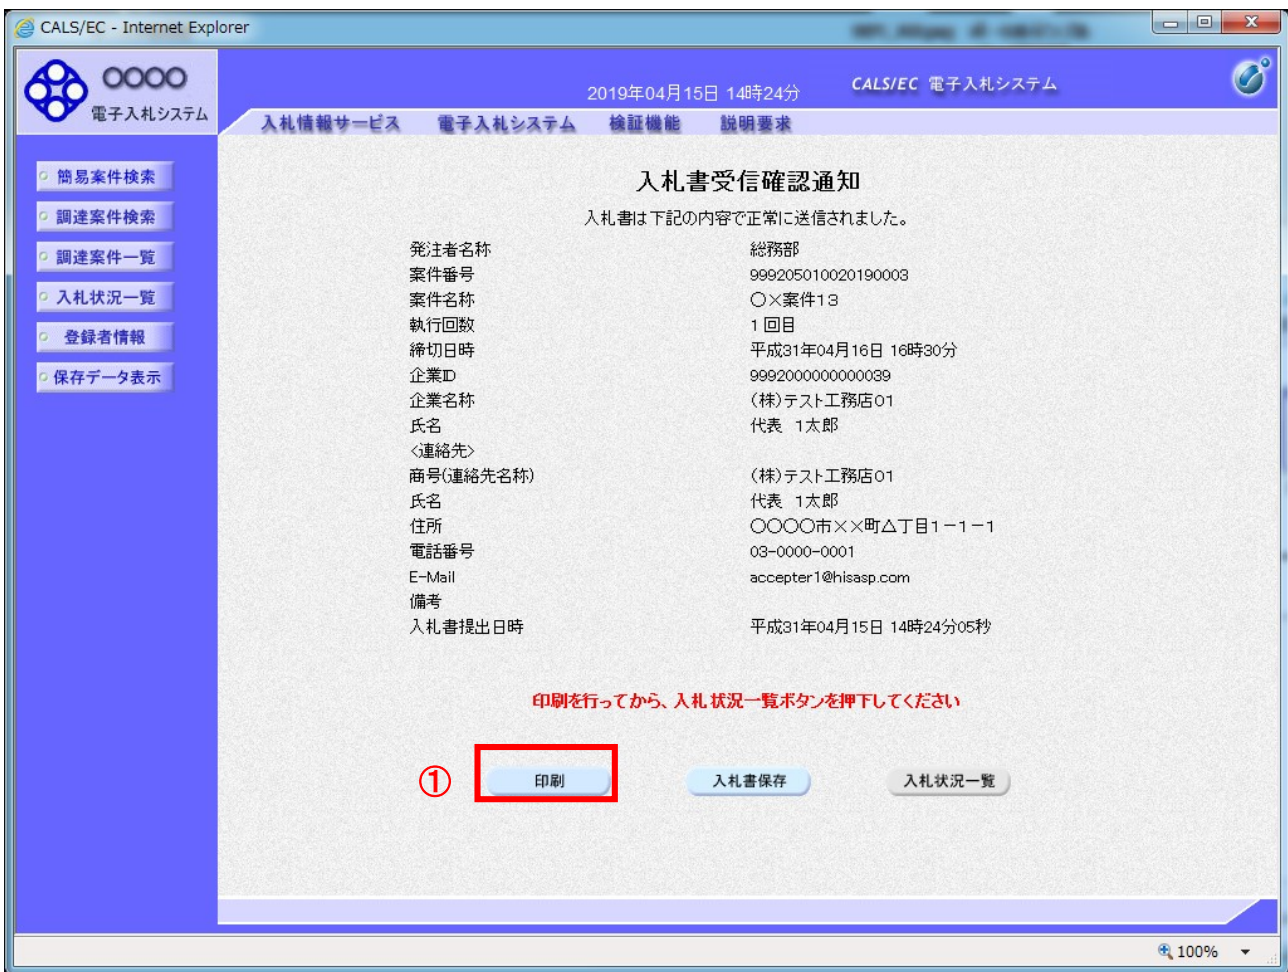 CALS/EC - Internet Explorer
○○○○
電子入札システム
2019年04月15日 14時24分
CALS/EC 電子入札システム
入札情報サービス 電子入札システム 検証機能 説明要求
簡易案件検索
調達案件検索
調達案件一覧
入札状況一覧
登録者情報
保存データ表示
入札書受信確認通知
入札書は下記の内容で正常に送信されました。
発注者名称 総務部
案件番号 999205010020190003
案件名称 ○×案件13
執行回数 1回目
締切日時 平成31年04月16日 16時30分
企業ID 9992000000000039
企業名称 (株)テスト工務店01
氏名 代表 1太郎
<連絡先>
商号(連絡先名称) (株)テスト工務店01
氏名 代表 1太郎
住所 ○○○○市××町△丁目1-1-1
電話番号 03-0000-0001
E-Mail accepter1@hisasp.com
備考
入札書提出日時 平成31年04月15日 14時24分05秒
印刷を行ってから、入札状況一覧ボタンを押下してください
① 印刷 入札書保存 入札状況一覧
100%